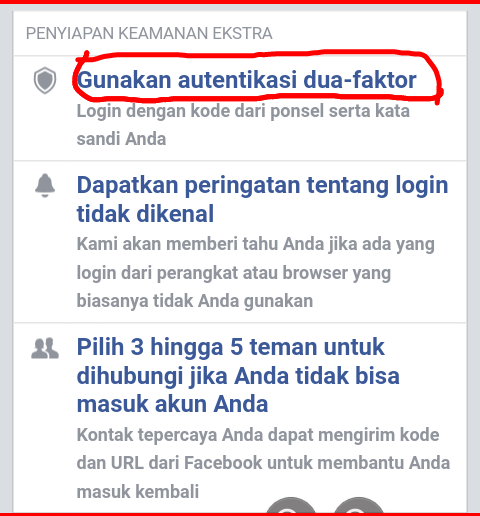 PENYIAPAN KEAMANAN EKSTRA
Gunakan autentikasi dua-faktor
Login dengan kode dari ponsel serta kata
sandi Anda
Dapatkan peringatan tentang login
tidak dikenal
Kami akan memberi tahu Anda jika ada yang
login dari perangkat atau browser yang
biasanya tidak Anda gunakan
Pilih 3 hingga 5 teman untuk
dihubungi jika Anda tidak bisa
masuk akun Anda
Kontak tepercaya Anda dapat mengirim kode
dan URL dari Facebook untuk membantu Anda
masuk kembali